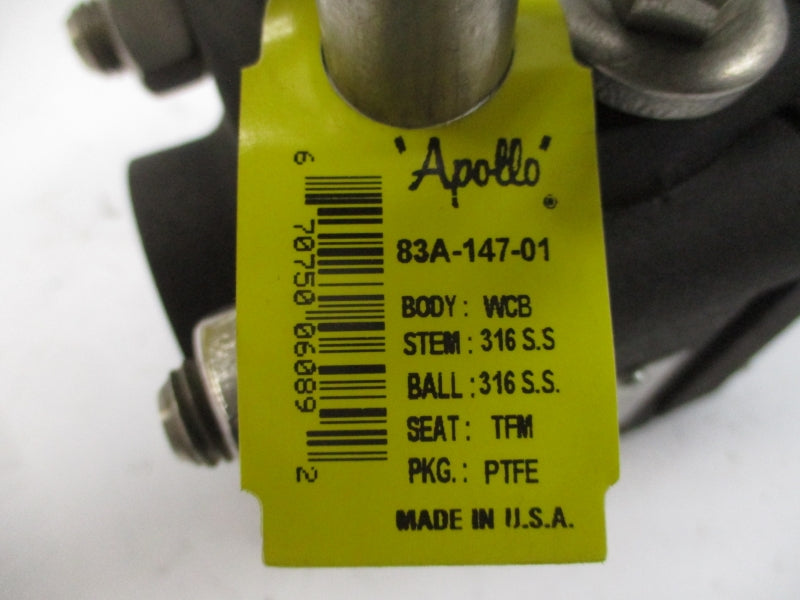 "Apollo"
®
83A-147-01
BODY: WCB
STEM: 316 S.S
BALL: 316 S.S.
SEAT: TFM
PKG.: PTFE
MADE IN U.S.A.
6 70750 06089 2